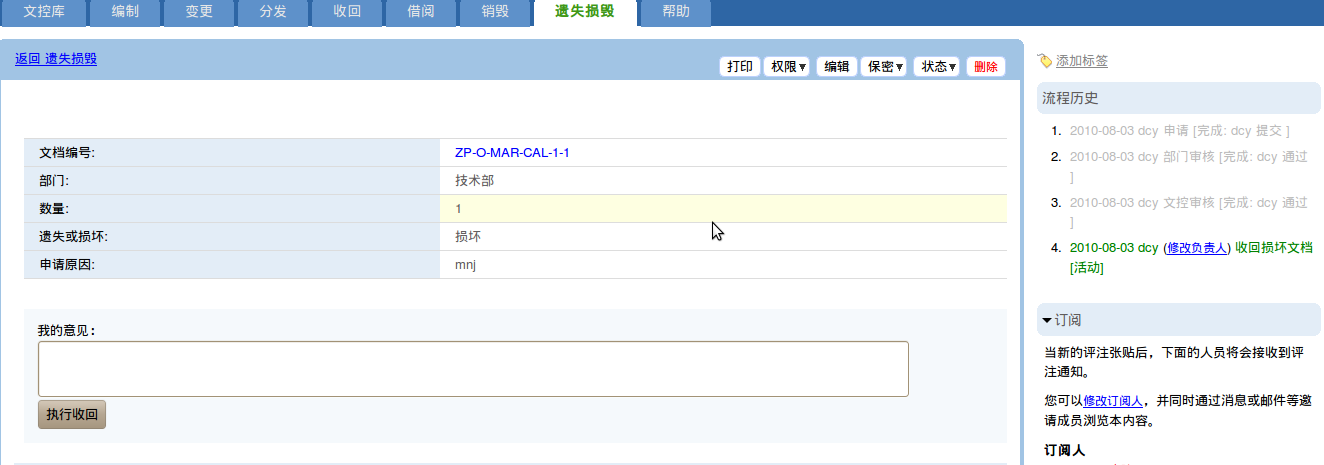 文控库 编制 变更 分发 收回 借阅 销毁 遗失损毁 帮助
返回 遗失损毁
打印 权限▼ 编辑 保密▼ 状态▼ 删除
文档编号: ZP-O-MAR-CAL-1-1
部门: 技术部
数量: 1
遗失或损坏: 损坏
申请原因: mnj
我的意见：
执行收回
添加标签
流程历史
1. 2010-08-03 dcy 申请 [完成: dcy 提交 ]
2. 2010-08-03 dcy 部门审核 [完成: dcy 通过
]
3. 2010-08-03 dcy 文控审核 [完成: dcy 通过
]
4. 2010-08-03 dcy (修改负责人) 收回损坏文档
[活动]
订阅
当新的评注张贴后，下面的人员将会接收到评
注通知。
您可以修改订阅人，并同时通过消息或邮件等邀
请成员浏览本内容。
订阅人